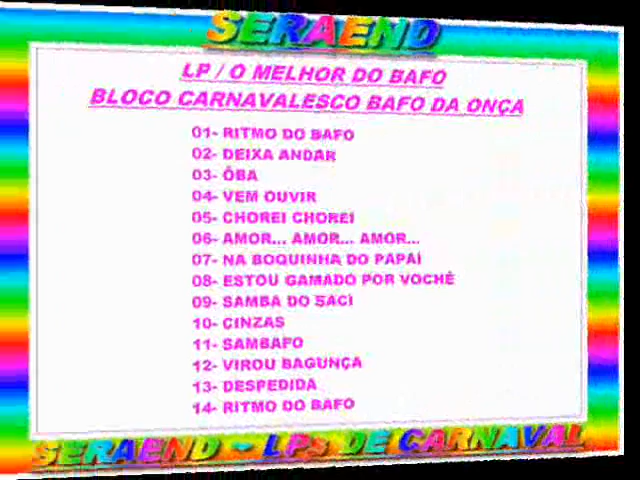 SERAEND
LP / O MELHOR DO BAFO
BLOCO CARNAVALESCO BAFO DA ONÇA
01- RITMO DO BAFO
02- DEIXA ANDAR
03- ÔBA
04- VEM OUVIR
05- CHOREI CHOREI
06- AMOR... AMOR... AMOR...
07- NA BOQUINHA DO PAPAI
08- ESTOU GAMADO POR VOCHÊ
09- SAMBA DO SACI
10- CINZAS
11- SAMBAFO
12- VIROU BAGUNÇA
13- DESPEDIDA
14- RITMO DO BAFO
SERAEND - LPs DE CARNAVAL